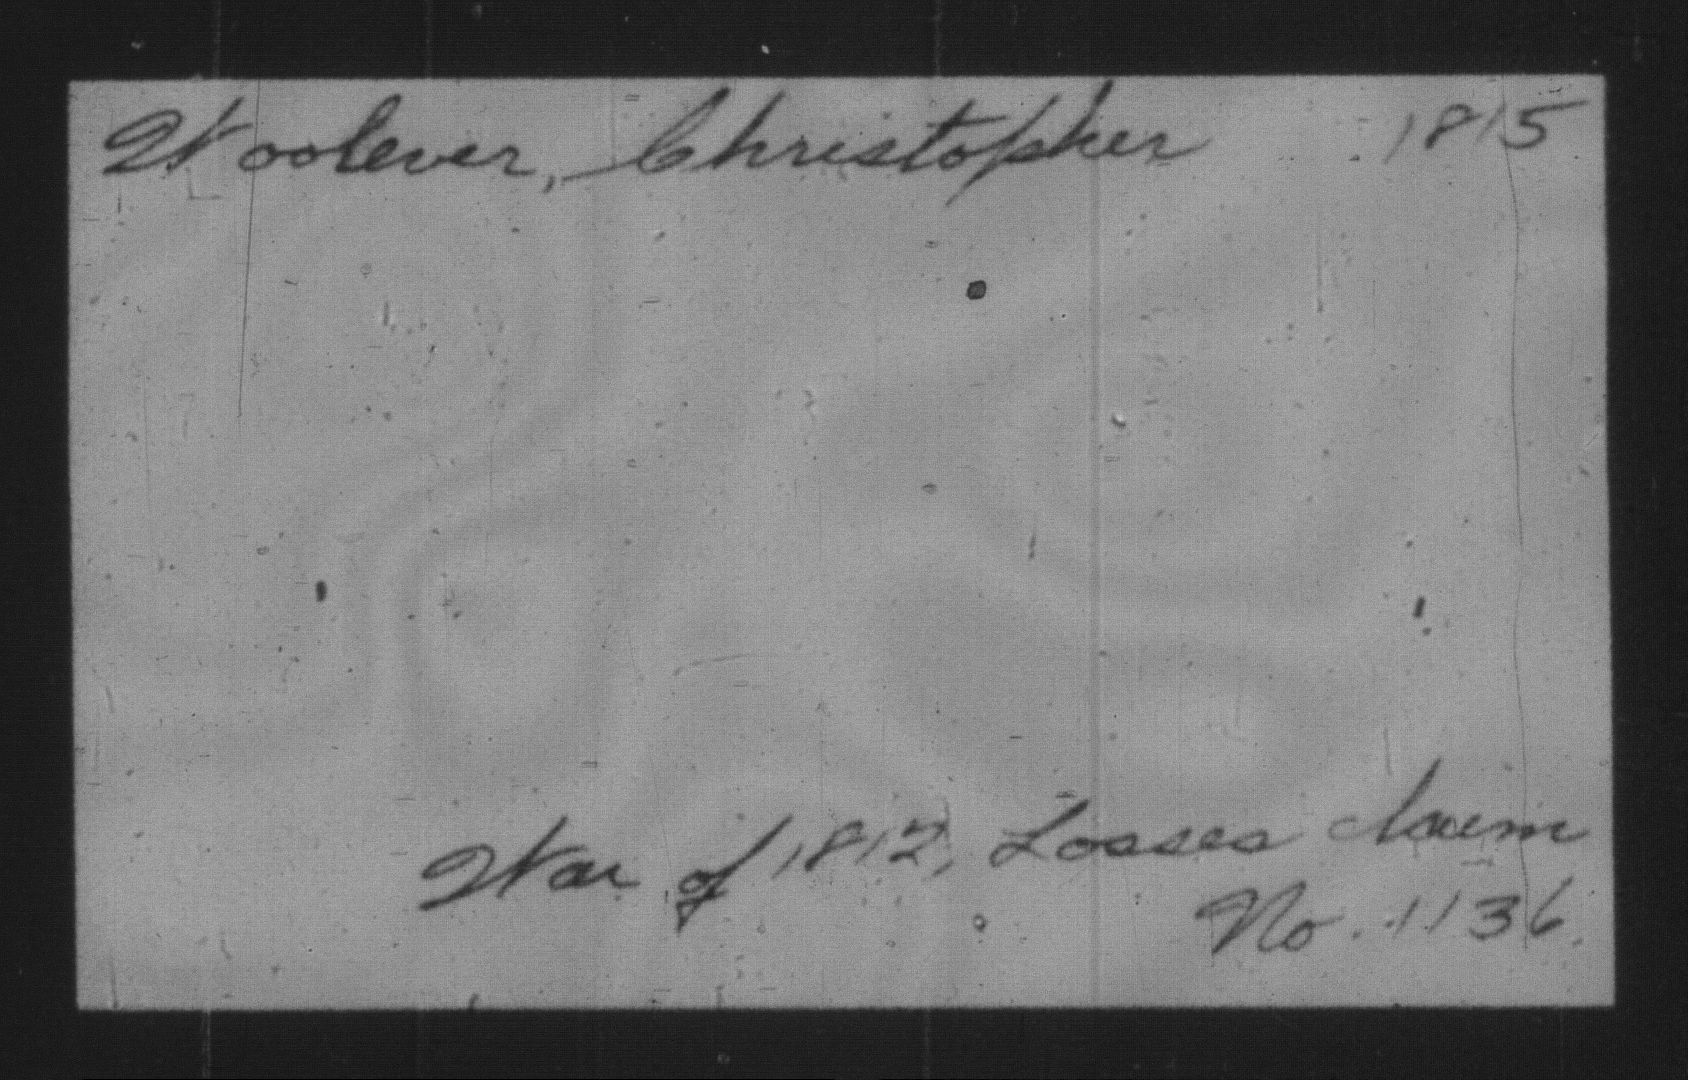 Woolever, Christopher 1815
War of 1812, Losses claim
No. 1136.